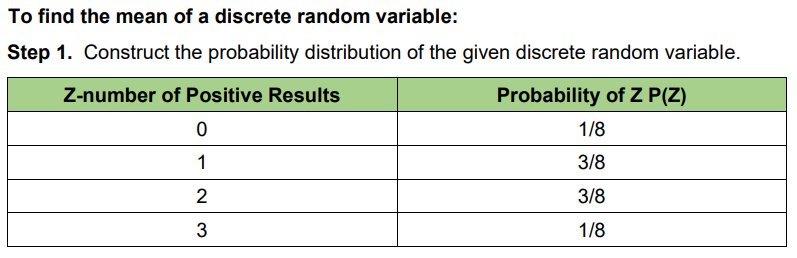 To find the mean of a discrete random variable:
Step 1. Construct the probability distribution of the given discrete random variable.
Z-number of Positive Results Probability of Z P(Z)
0 1/8
1 3/8
2 3/8
3 1/8